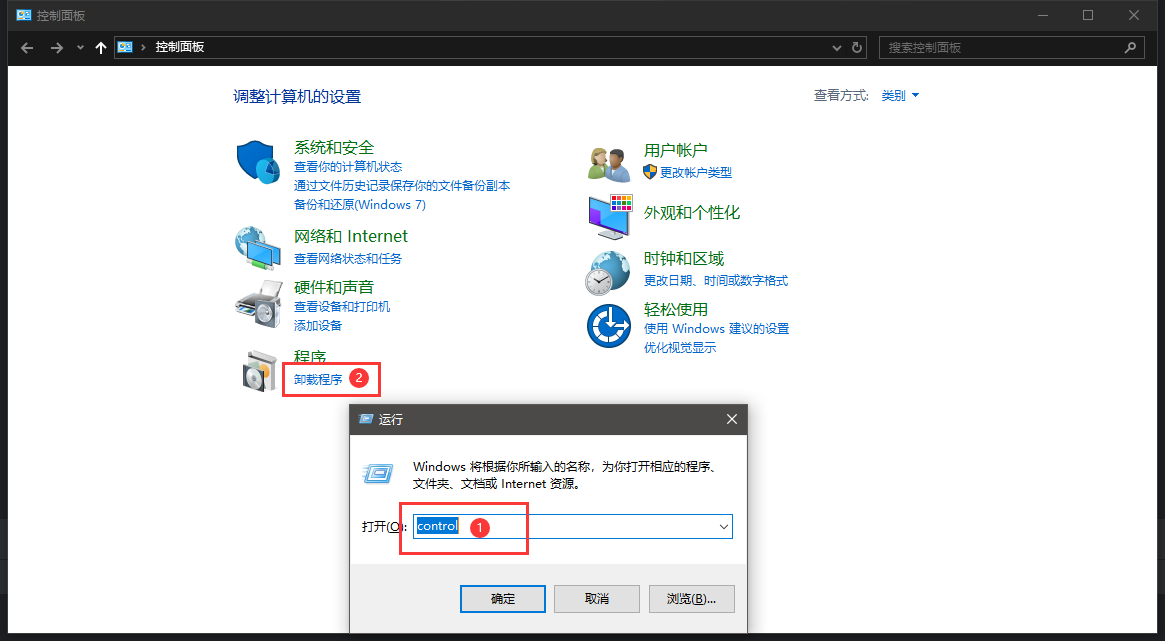 控制面板
控制面板
搜索控制面板
调整计算机的设置
查看方式:
类别
系统和安全
查看你的计算机状态
通过文件历史记录保存你的文件备份副本
备份和还原(Windows 7)
网络和 Internet
查看网络状态和任务
硬件和声音
查看设备和打印机
添加设备
程序
卸载程序
2
用户帐户
更改帐户类型
外观和个性化
时钟和区域
更改日期、时间或数字格式
轻松使用
使用 Windows 建议的设置
优化视觉显示
运行
Windows 将根据你所输入的名称，为你打开相应的程序、
文件夹、文档或 Internet 资源。
打开(O):
control
1
确定
取消
浏览(B)...